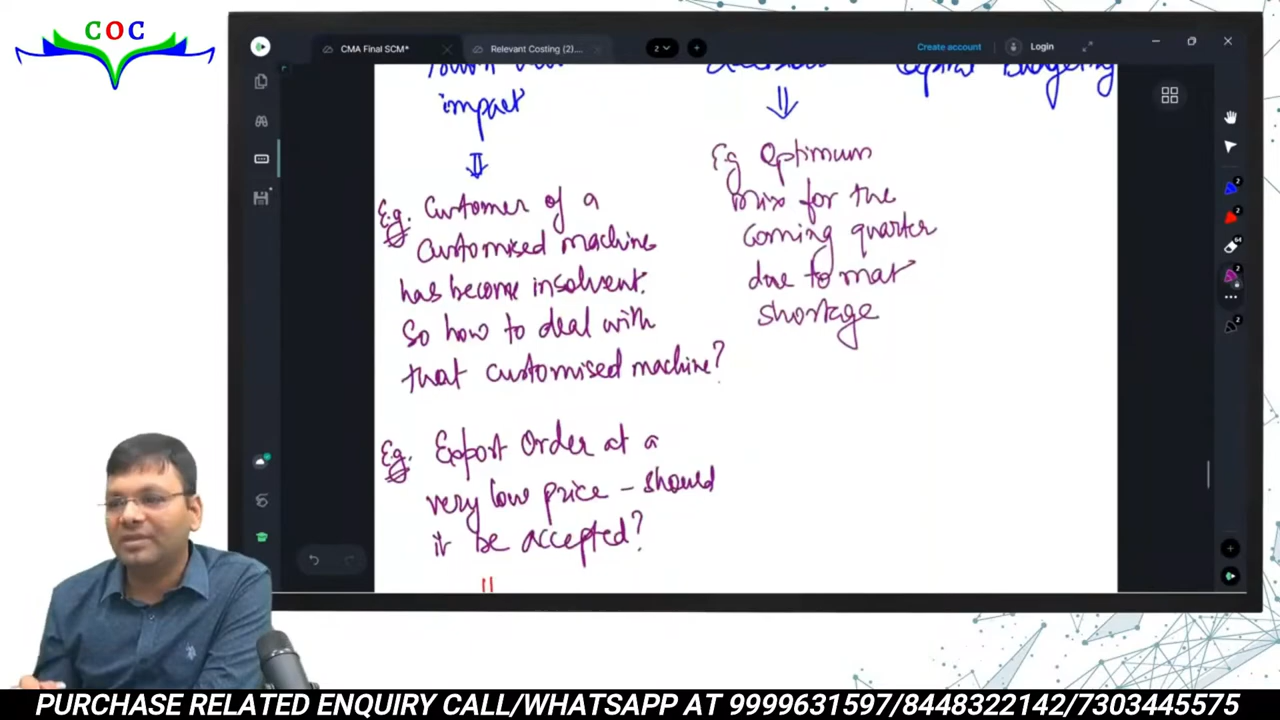 COC
CMA Final SCM*
Relevant Costing (2)....
2
Create account
Login
impact
Capital Budgeting
E.g. Customer of a
customised machine
has become insolvent.
So how to deal with
that customised machine?
Eg Optimum
mix for the
coming quarter
due to mat
shortage
Eg. Export Order at a
very low price - should
it be accepted?
PURCHASE RELATED ENQUIRY CALL/WHATSAPP AT 9999631597/8448322142/7303445575